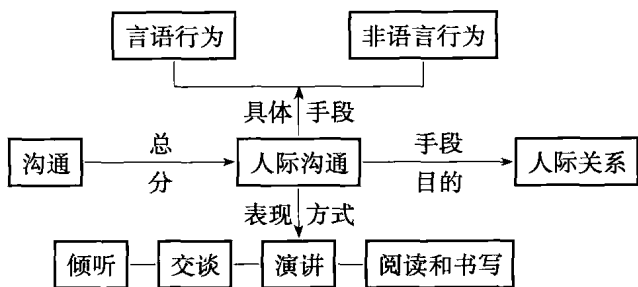 言语行为 非语言行为
具体 手段
总 手段
沟通 人际沟通 人际关系
分 目的
表现 方式
倾听 交谈 演讲 阅读和书写